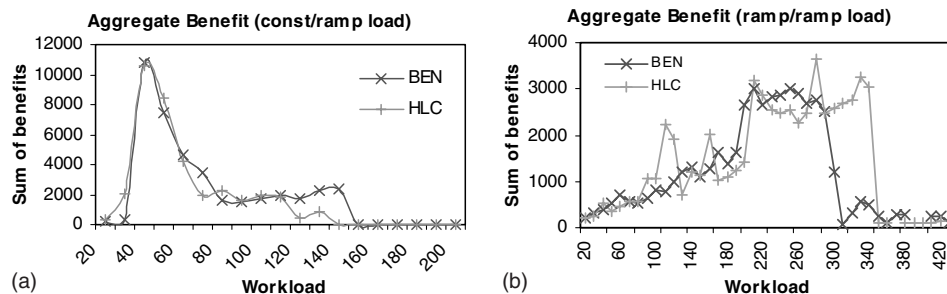 Aggregate Benefit (const/ramp load)
12000
10000
8000
6000
4000
2000
0
Sum of benefits
BEN
HLC
20
40
60
80
100
120
140
160
180
200
Workload
(a)
Aggregate Benefit (ramp/ramp load)
4000
3000
2000
1000
0
Sum of benefits
BEN
HLC
20
60
100
140
180
220
260
300
340
380
420
Workload
(b)